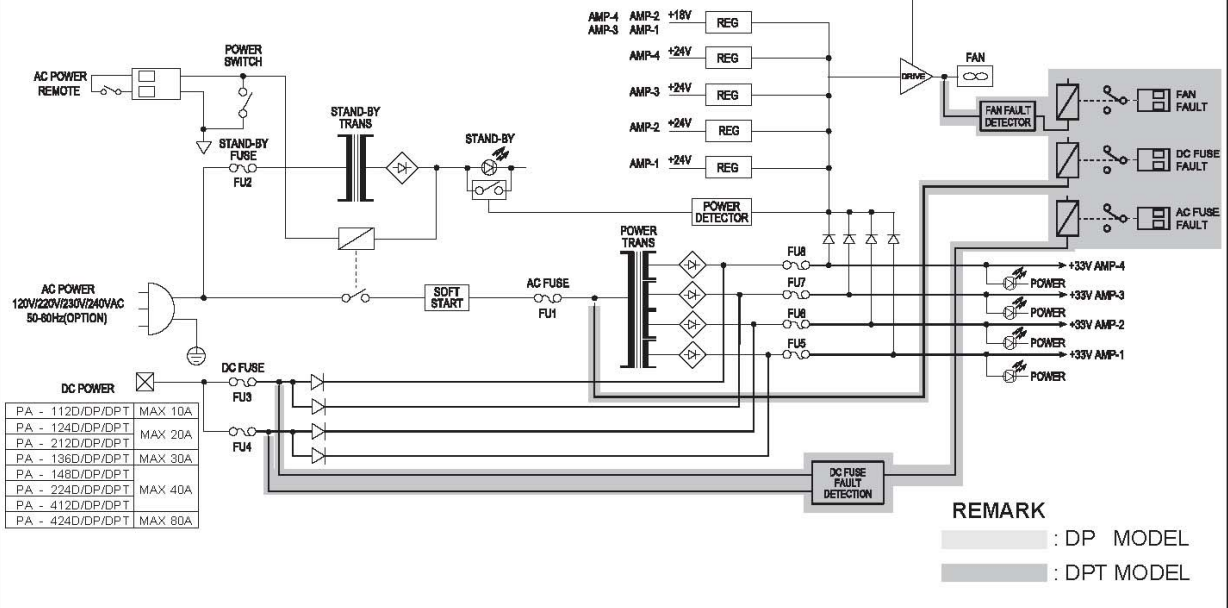 AMP-4 AMP-2 +18V
AMP-3 AMP-1
REG
AMP-4 +24V
REG
AMP-3 +24V
REG
AMP-2 +24V
REG
AMP-1 +24V
REG
DRIVE
FAN
FAN FAULT
DETECTOR
FAN
FAULT
DC FUSE
FAULT
AC FUSE
FAULT
AC POWER
REMOTE
POWER
SWITCH
STAND-BY
TRANS
STAND-BY
STAND-BY
FUSE
FU2
POWER
DETECTOR
POWER
TRANS
AC POWER
120V/220V/230V/240VAC
50-60Hz(OPTION)
SOFT
START
AC FUSE
FU1
FU8
+33V AMP-4
POWER
FU7
+33V AMP-3
POWER
FU6
+33V AMP-2
POWER
FU5
+33V AMP-1
POWER
DC POWER
DC FUSE
FU3
FU4
PA - 112D/DP/DPT MAX 10A
PA - 124D/DP/DPT
MAX 20A
PA - 212D/DP/DPT
PA - 136D/DP/DPT MAX 30A
PA - 148D/DP/DPT
PA - 224D/DP/DPT MAX 40A
PA - 412D/DP/DPT
PA - 424D/DP/DPT MAX 80A
DC FUSE
FAULT
DETECTION
REMARK
: DP MODEL
: DPT MODEL